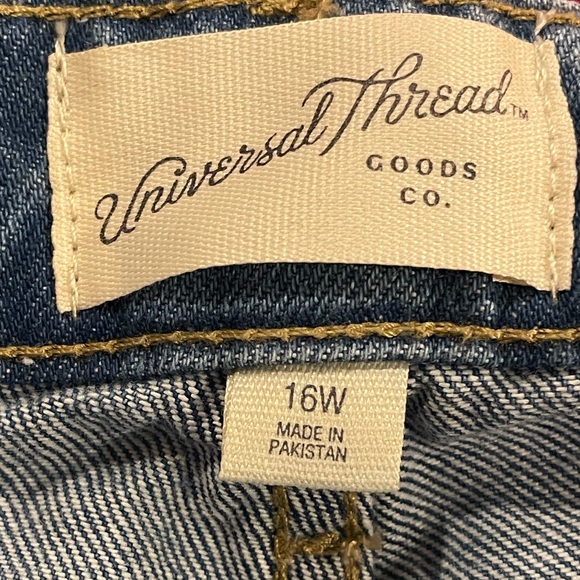 Universal Thread™
GOODS
CO.
16W
MADE IN
PAKISTAN